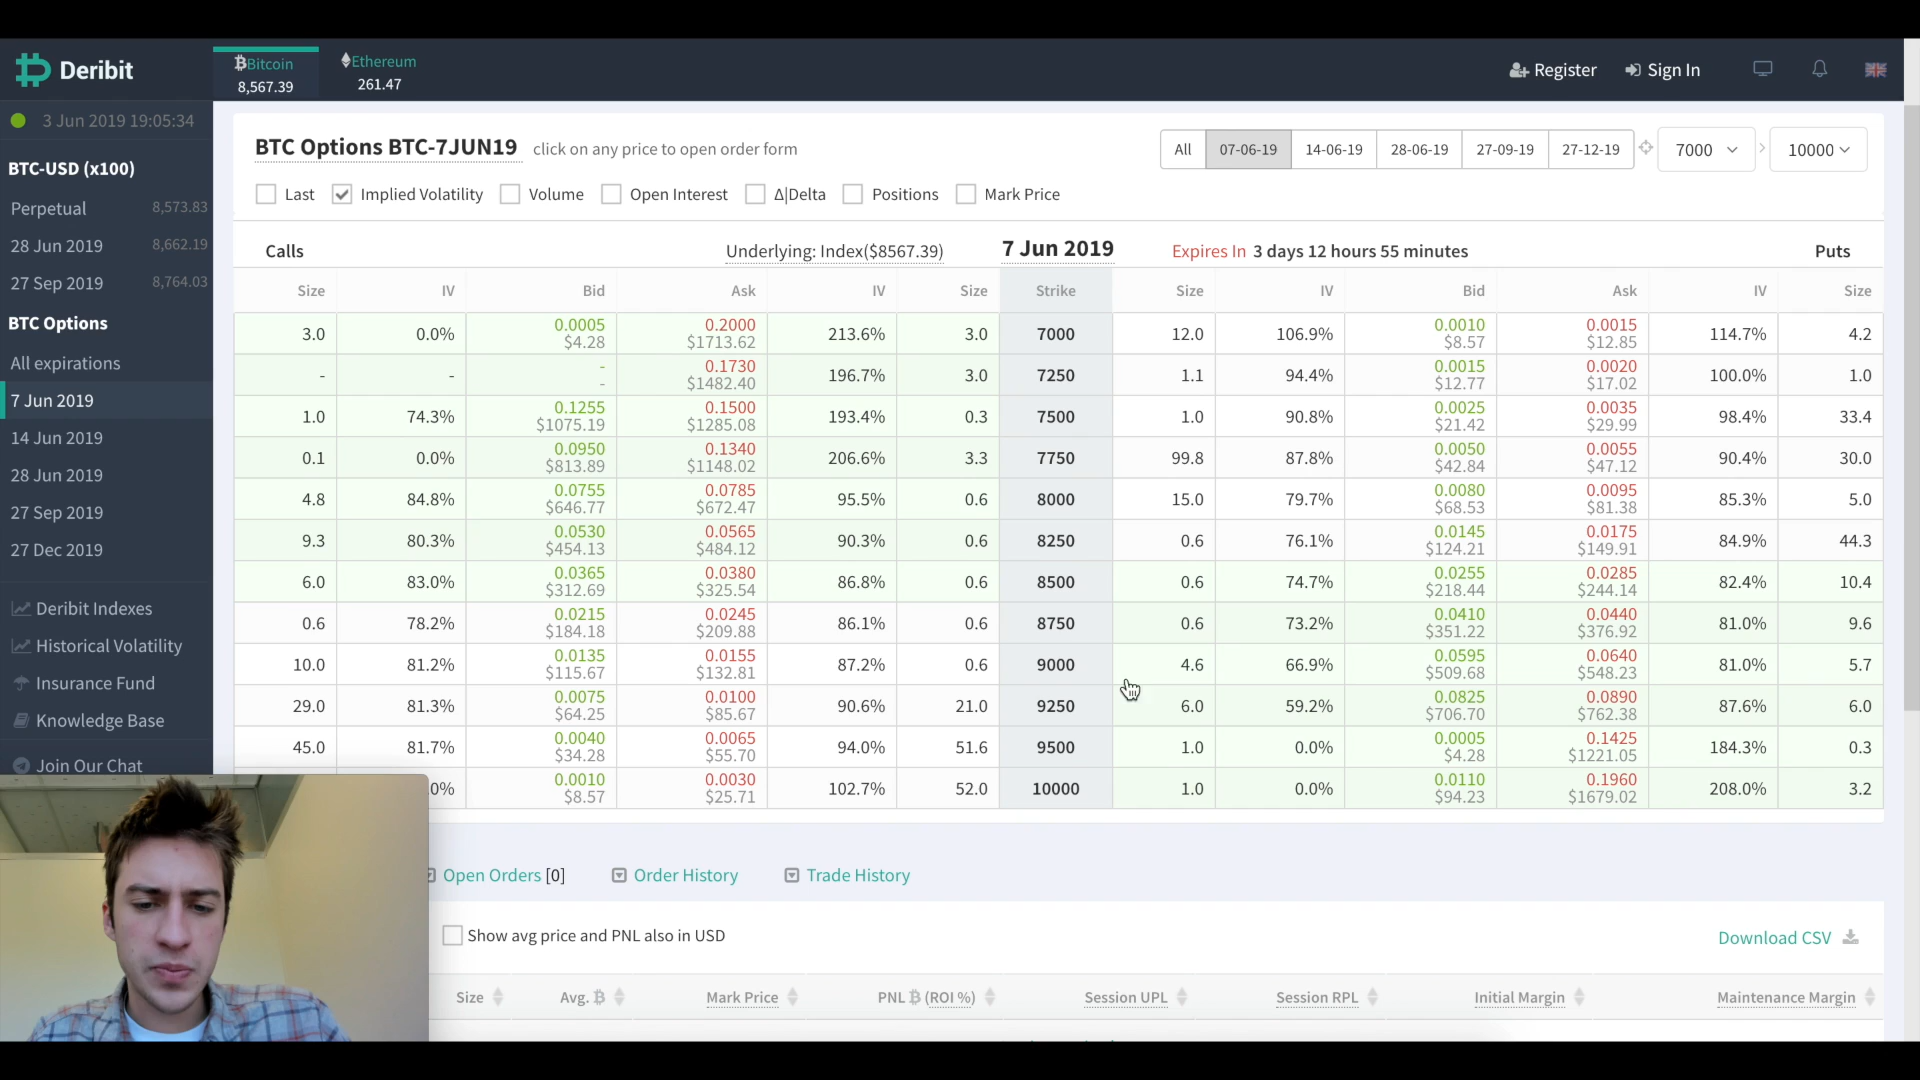 Deribit
Bitcoin
8,567.39
Ethereum
261.47
Register
Sign In
3 Jun 2019 19:05:34
BTC-USD (x100)
Perpetual 8,573.83
28 Jun 2019 8,662.19
27 Sep 2019 8,764.03
BTC Options
All expirations
7 Jun 2019
14 Jun 2019
28 Jun 2019
27 Sep 2019
27 Dec 2019
Deribit Indexes
Historical Volatility
Insurance Fund
Knowledge Base
Join Our Chat
BTC Options BTC-7JUN19 click on any price to open order form
All 07-06-19 14-06-19 28-06-19 27-09-19 27-12-19 7000 10000
Last Implied Volatility Volume Open Interest Δ|Delta Positions Mark Price
Calls Underlying: Index($8567.39) 7 Jun 2019 Expires In 3 days 12 hours 55 minutes Puts
Size IV Bid Ask IV Size Strike Size IV Bid Ask IV Size
3.0 0.0% 0.0005 0.2000 213.6% 3.0 7000 12.0 106.9% 0.0010 0.0015 114.7% 4.2
$4.28 $1713.62 $8.57 $12.85
- - - 0.1730 196.7% 3.0 7250 1.1 94.4% 0.0015 0.0020 100.0% 1.0
- $1482.40 $12.77 $17.02
1.0 74.3% 0.1255 0.1500 193.4% 0.3 7500 1.0 90.8% 0.0025 0.0035 98.4% 33.4
$1075.19 $1285.08 $21.42 $29.99
0.1 0.0% 0.0950 0.1340 206.6% 3.3 7750 99.8 87.8% 0.0050 0.0055 90.4% 30.0
$813.89 $1148.02 $42.84 $47.12
4.8 84.8% 0.0755 0.0785 95.5% 0.6 8000 15.0 79.7% 0.0080 0.0095 85.3% 5.0
$646.77 $672.47 $68.53 $81.38
9.3 80.3% 0.0530 0.0565 90.3% 0.6 8250 0.6 76.1% 0.0145 0.0175 84.9% 44.3
$454.13 $484.12 $124.21 $149.91
6.0 83.0% 0.0365 0.0380 86.8% 0.6 8500 0.6 74.7% 0.0255 0.0285 82.4% 10.4
$312.69 $325.54 $218.44 $244.14
0.6 78.2% 0.0215 0.0245 86.1% 0.6 8750 0.6 73.2% 0.0410 0.0440 81.0% 9.6
$184.18 $209.88 $351.22 $376.92
10.0 81.2% 0.0135 0.0155 87.2% 0.6 9000 4.6 66.9% 0.0595 0.0640 81.0% 5.7
$115.67 $132.81 $509.68 $548.23
29.0 81.3% 0.0075 0.0100 90.6% 21.0 9250 6.0 59.2% 0.0825 0.0890 87.6% 6.0
$64.25 $85.67 $706.70 $762.38
45.0 81.7% 0.0040 0.0065 94.0% 51.6 9500 1.0 0.0% 0.0005 0.1425 184.3% 0.3
$34.28 $55.70 $4.28 $1221.05
0% 0.0010 0.0030 102.7% 52.0 10000 1.0 0.0% 0.0110 0.1960 208.0% 3.2
$8.57 $25.71 $94.23 $1679.02
Open Orders [0] Order History Trade History
Show avg price and PNL also in USD Download CSV
Size Avg. ₿ Mark Price PNL ₿ (ROI %) Session UPL Session RPL Initial Margin Maintenance Margin